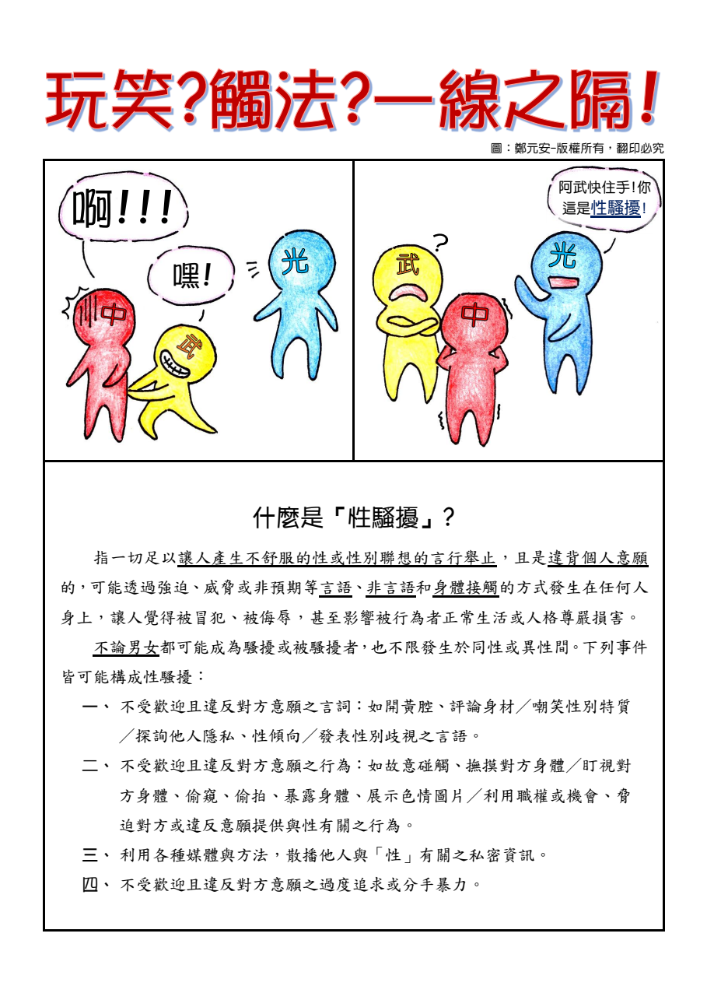 玩笑?觸法?一線之隔!
圖：鄭元安-版權所有，翻印必究
啊!!!
嘿!
中
武
光
阿武快住手!你
這是性騷擾!
武
?
中
光
什麼是「性騷擾」?
指一切足以讓人產生不舒服的性或性別聯想的言行舉止，且是違背個人意願
的，可能透過強迫、威脅或非預期等言語、非言語和身體接觸的方式發生在任何人
身上，讓人覺得被冒犯、被侮辱，甚至影響被行為者正常生活或人格尊嚴損害。
不論男女都可能成為騷擾或被騷擾者，也不限發生於同性或異性間。下列事件
皆可能構成性騷擾：
一、 不受歡迎且違反對方意願之言詞：如開黃腔、評論身材／嘲笑性別特質
／探詢他人隱私、性傾向／發表性別歧視之言語。
二、 不受歡迎且違反對方意願之行為：如故意碰觸、撫摸對方身體／盯視對
方身體、偷窺、偷拍、暴露身體、展示色情圖片／利用職權或機會、脅
迫對方或違反意願提供與性有關之行為。
三、 利用各種媒體與方法，散播他人與「性」有關之私密資訊。
四、 不受歡迎且違反對方意願之過度追求或分手暴力。